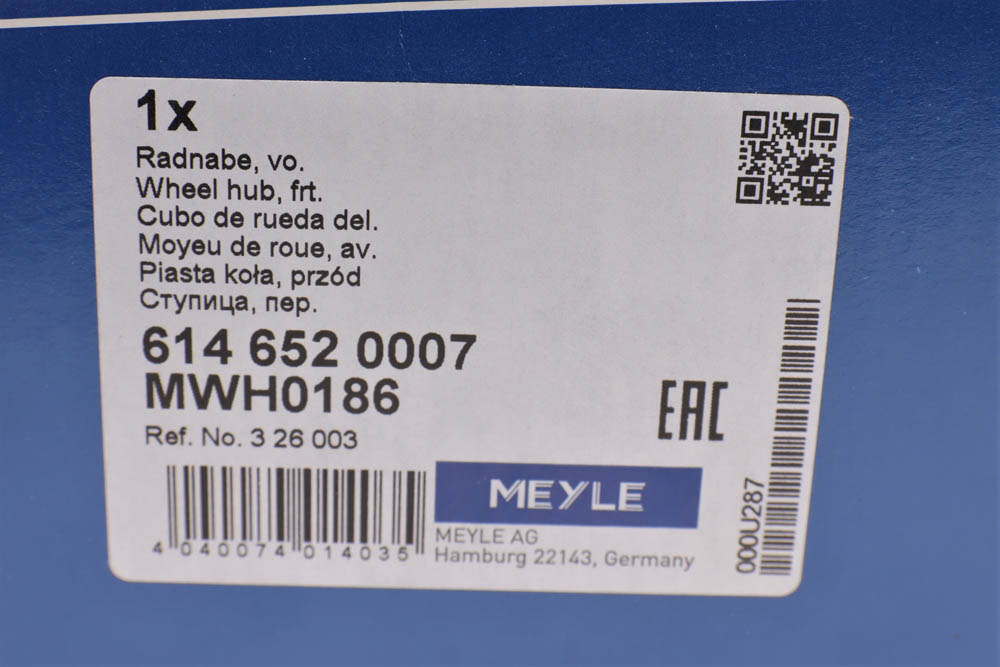 1x
Radnabe, vo.
Wheel hub, frt.
Cubo de rueda del.
Moyeu de roue, av.
Piasta koła, przód
Ступица, пер.
614 652 0007
MWH0186
Ref. No. 3 26 003
EAC
4 040074 014035
MEYLE
MEYLE AG
Hamburg 22143, Germany
000U287